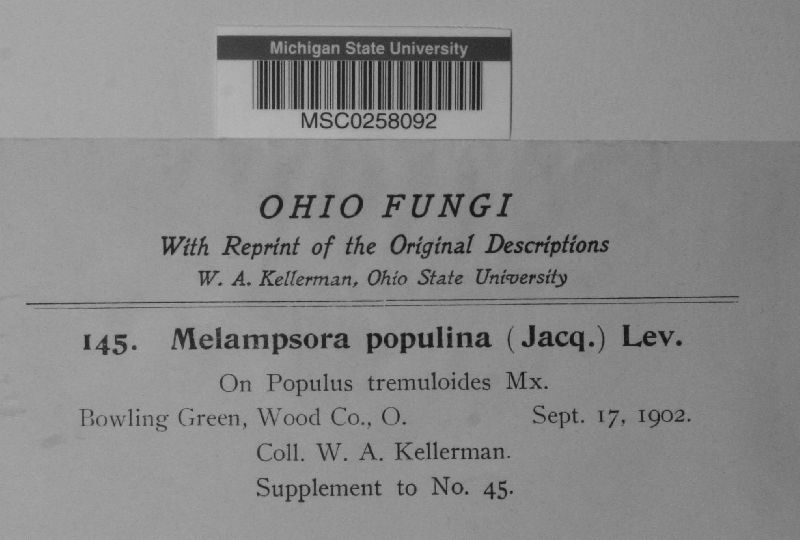 Michigan State University
MSC0258092
OHIO FUNGI
With Reprint of the Original Descriptions
W. A. Kellerman, Ohio State University
145. Melampsora populina (Jacq.) Lev.
On Populus tremuloides Mx.
Bowling Green, Wood Co., O. Sept. 17, 1902.
Coll. W. A. Kellerman.
Supplement to No. 45.